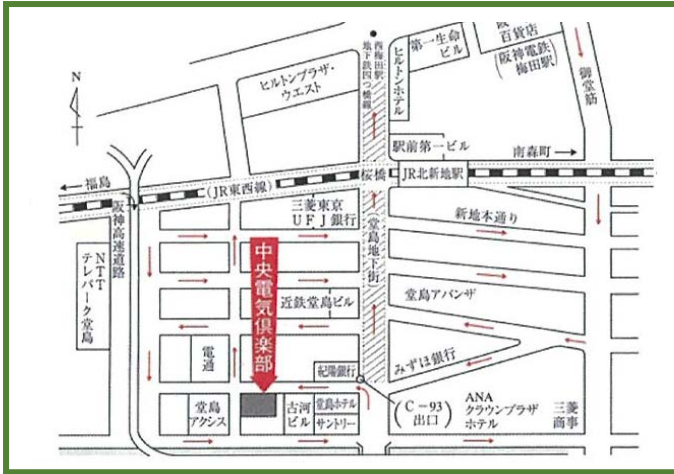 百貨店
第一生命
ビル
(阪神電鉄
梅田駅)
御堂筋
西梅田駅
地下鉄四つ橋線
ヒルトンホテル
N
ヒルトンプラザ・
ウエスト
駅前第一ビル
南森町
桜橋
JR北新地駅
福島
(JR東西線)
阪神高速道路
三菱東京
UFJ銀行
新地本通り
堂島地下街
中央電気倶楽部
NTT
テレパーク堂島
近鉄堂島ビル
堂島アバンザ
電通
紀陽銀行
みずほ銀行
堂島
アクシス
古河
ビル
堂島ホテル
サントリー
(C-93
出口)
ANA
クラウンプラザ
ホテル
三菱
商事